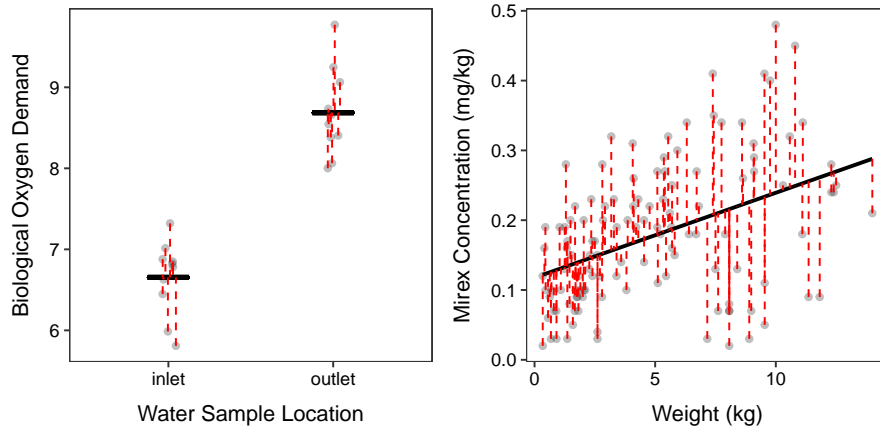 Biological Oxygen Demand
9
8
7
6
inlet outlet
Water Sample Location
Mirex Concentration (mg/kg)
0.5
0.4
0.3
0.2
0.1
0.0
0 5 10
Weight (kg)